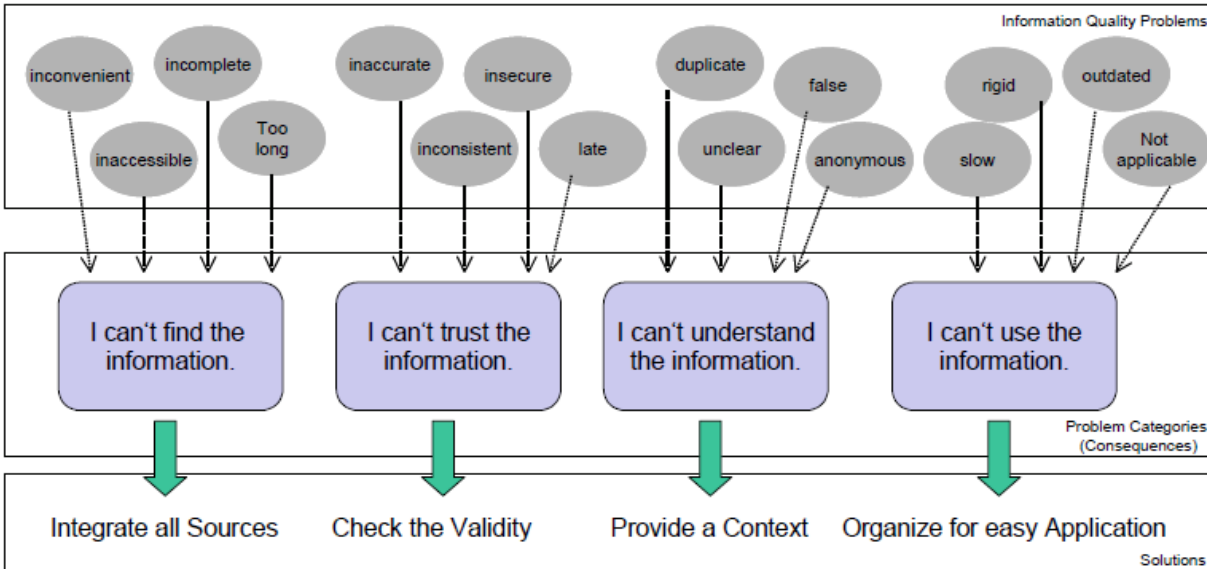 Information Quality Problems
inconvenient
incomplete
inaccessible
Too
long
inaccurate
insecure
inconsistent
late
duplicate
false
unclear
anonymous
rigid
outdated
slow
Not
applicable
I can‘t find the
information.
I can‘t trust the
information.
I can‘t understand
the information.
I can‘t use the
information.
Problem Categories
(Consequences)
Integrate all Sources
Check the Validity
Provide a Context
Organize for easy Application
Solutions